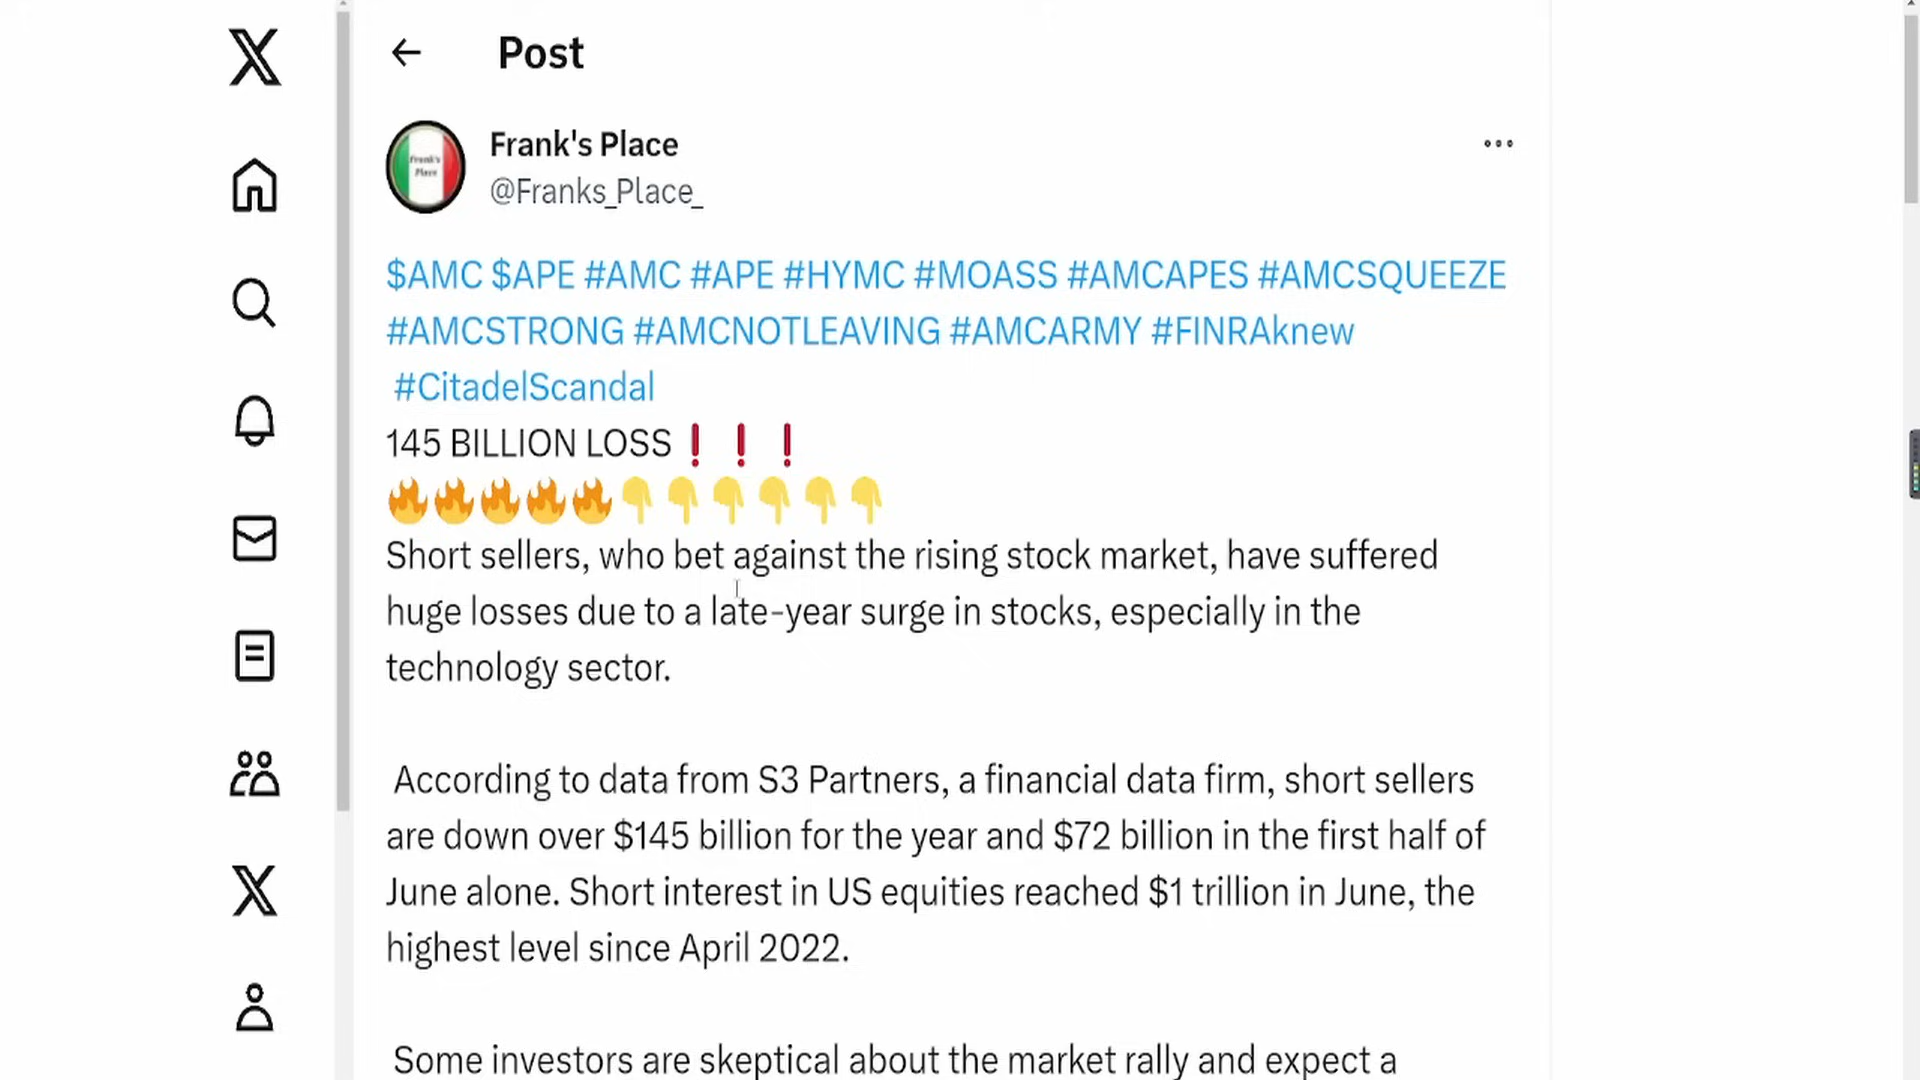 Post
Frank's Place
Frank's
Place
@Franks_Place_
$AMC $APE #AMC #APE #HYMC #MOASS #AMCAPES #AMCSQUEEZE
#AMCSTRONG #AMCNOTLEAVING #AMCARMY #FINRAknew
#CitadelScandal
145 BILLION LOSS❗❗❗
🔥🔥🔥🔥🔥👇👇👇👇👇👇
Short sellers, who bet against the rising stock market, have suffered
huge losses due to a late-year surge in stocks, especially in the
technology sector.
According to data from S3 Partners, a financial data firm, short sellers
are down over $145 billion for the year and $72 billion in the first half of
June alone. Short interest in US equities reached $1 trillion in June, the
highest level since April 2022.
Some investors are skeptical about the market rally and expect a